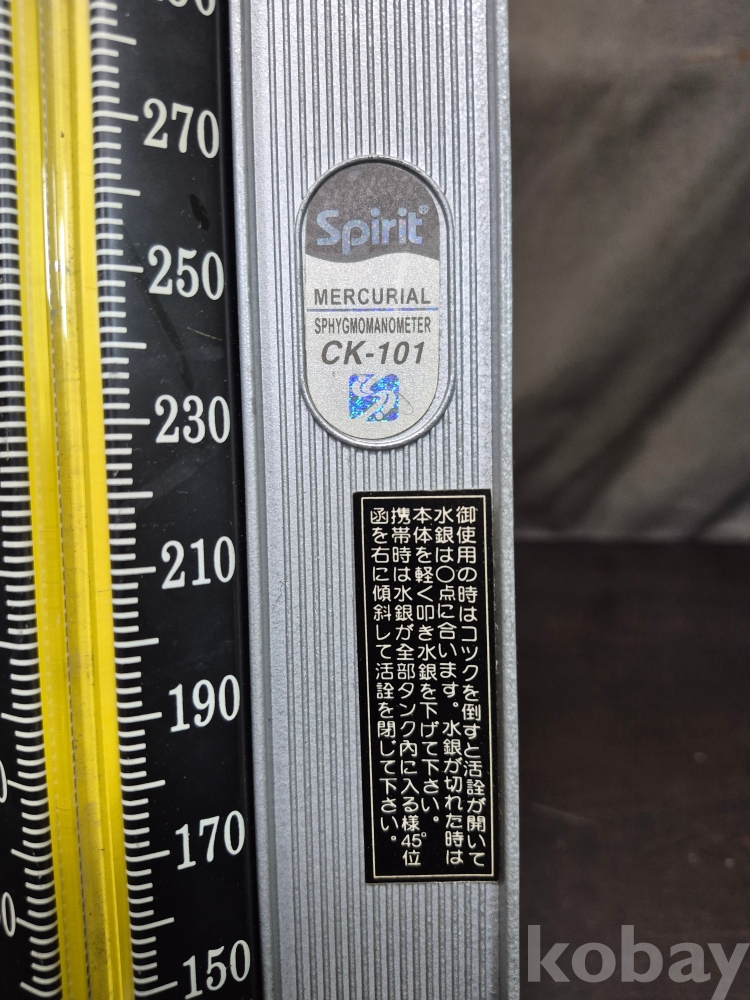 270
250
230
210
190
170
150
Spirit®
MERCURIAL
SPHYGMOMANOMETER
CK-101
御使用の時はコックを倒すと活詮が開いて
水銀は〇点に合います。水銀が切れた時は
本体を軽く叩き水銀を下げて下さい。
携帯時は水銀が全部タンク內に入る様45°位
函を右に傾斜して活詮を閉じて下さい。
kobay